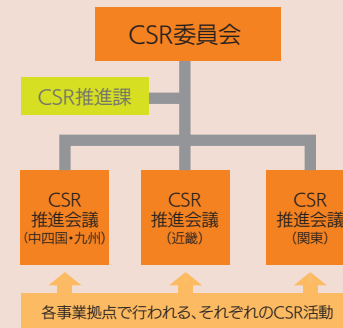 CSR委員会
CSR推進課
CSR
推進会議
(中四国・九州)
CSR
推進会議
(近畿)
CSR
推進会議
(関東)
各事業拠点で行われる、それぞれのCSR活動